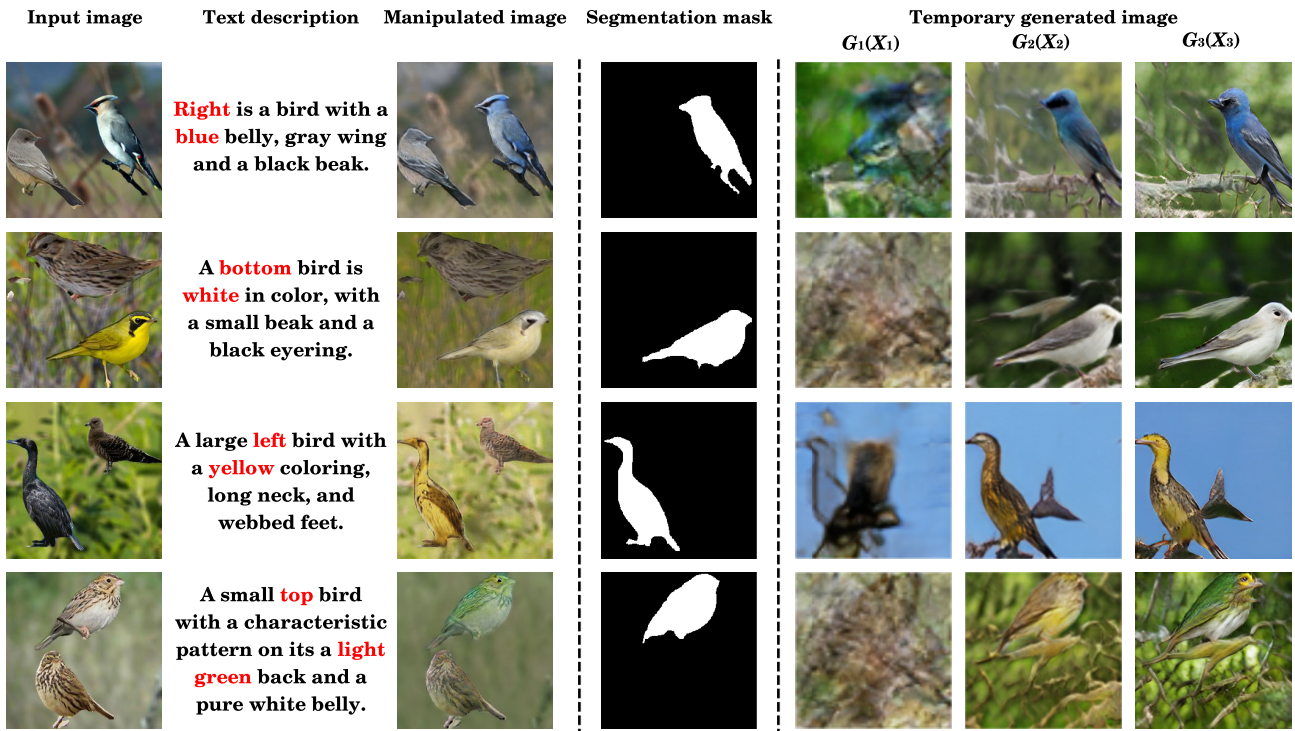 Input image
Text description
Manipulated image
Segmentation mask
Temporary generated image
G₁(X₁)
G₂(X₂)
G₃(X₃)
Right is a bird with a
blue belly, gray wing
and a black beak.
A bottom bird is
white in color, with
a small beak and a
black eyering.
A large left bird with
a yellow coloring,
long neck, and
webbed feet.
A small top bird
with a characteristic
pattern on its a light
green back and a
pure white belly.